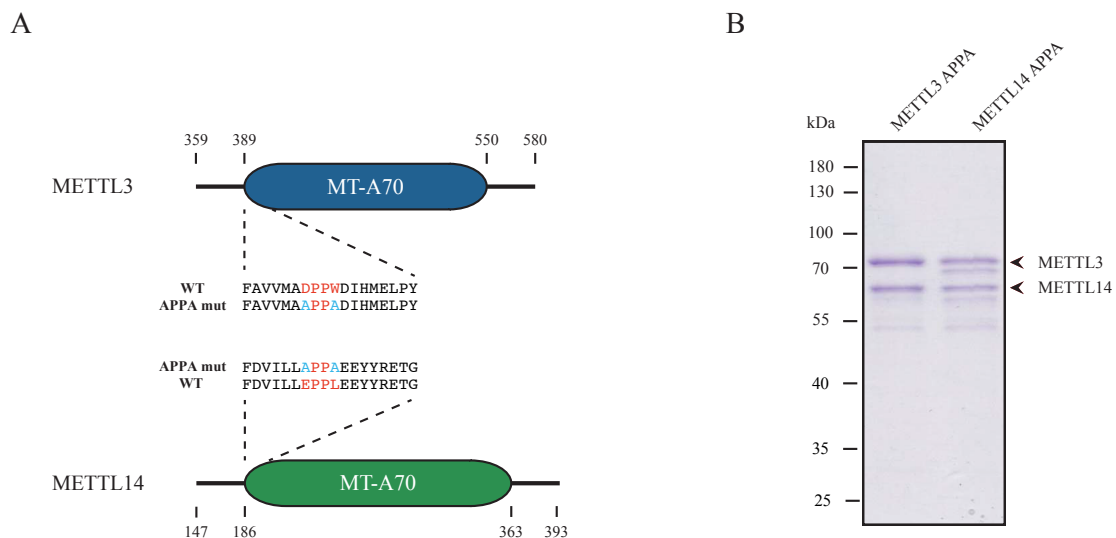 A
359 389 550 580
METTL3 MT-A70
WT FAVVMADPPWDIHMELPY
APPA mut FAVVMAAPPADIHMELPY
APPA mut FDVILLAPPAEEYYRETG
WT FDVILLEPPLEEYYRETG
METTL14 MT-A70
147 186 363 393
B
METTL3 APPA
METTL14 APPA
kDa
180
130
100
70
55
40
35
25
METTL3
METTL14